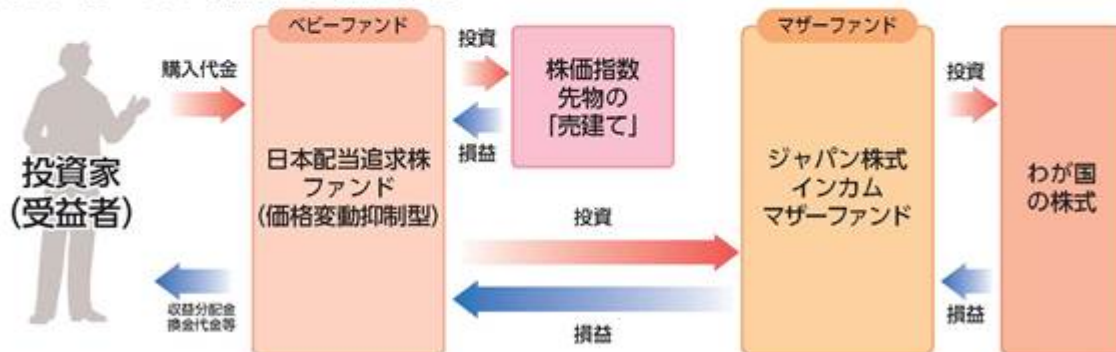 ベビーファンド
マザーファンド
購入代金
投資
株価指数
先物の
「売建て」
損益
投資
投資家
(受益者)
日本配当追求株
ファンド
(価格変動抑制型)
ジャパン株式
インカム
マザーファンド
わが国
の株式
投資
収益分配金
換金代金等
損益
損益